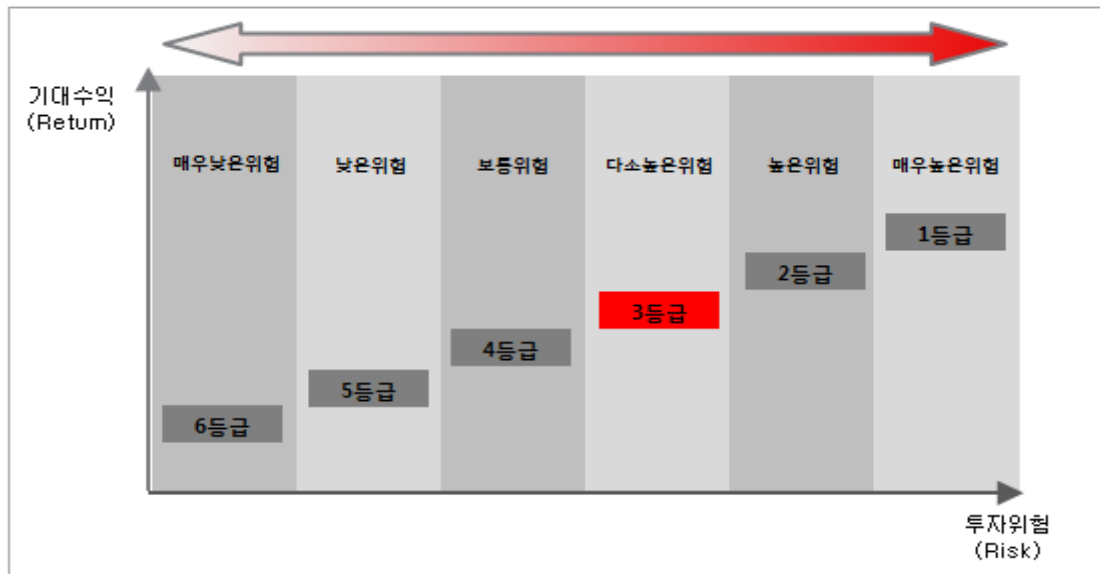 기대수익
(Return)
매우낮은위험 낮은위험 보통위험 다소높은위험 높은위험 매우높은위험
1등급
2등급
3등급
4등급
5등급
6등급
투자위험
(Risk)